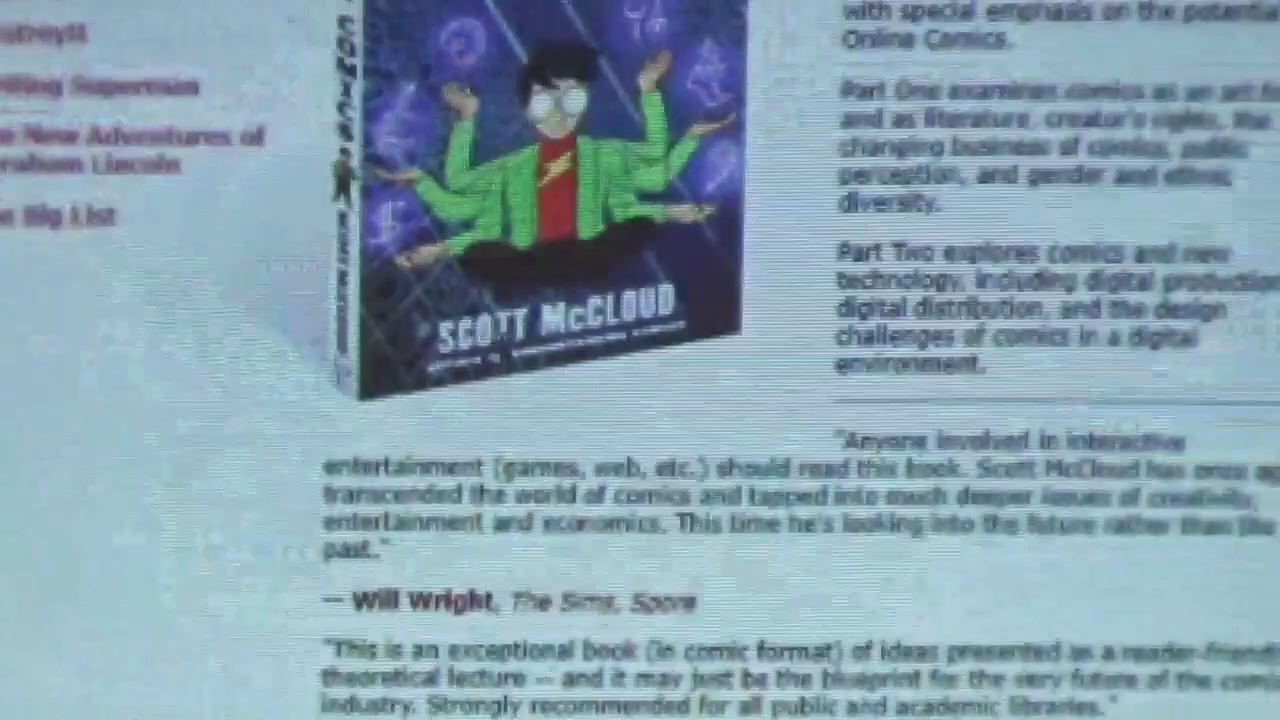 Destroy!!
Superman
New Adventures of
Abraham Lincoln
Big List
COMICS
SCOTT McCLOUD
with special emphasis on the potential
Online Comics.
Part One examines comics as an art
and as literature, creator's rights, the
changing business of comics, public
perception, and gender and ethnic
diversity.
Part Two explores comics and new
technology, including digital production
digital distribution, and the design
challenges of comics in a digital
environment.
"Anyone involved in interactive
entertainment (games, web, etc.) should read this book. Scott McCloud has once
transcended the world of comics and tapped into much deeper issues of creativity,
entertainment and economics. This time he's looking into the future rather than the
past."
— Will Wright, The Sims, Spore
"This is an exceptional book (in comic format) of ideas presented as a reader-friendly
theoretical lecture — and it may just be the blueprint for the very future of the comic
industry. Strongly recommended for all public and academic libraries."